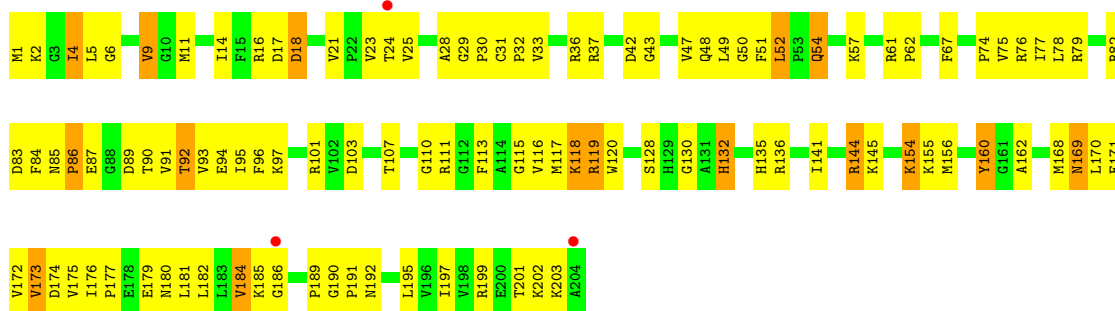 M1 K2 G3 I4 L5 G6 V9 G10 M11 I14 F15 R16 D17 D18 V21 P22 V23 T24 V25 A28 G29 P30 C31 P32 V33 R36 R37 D42 G43 V47 Q48 L49 G50 F51 L52 P53 Q54 K57 R61 P62 F67 P74 V75 R76 I77 L78 R79
D83 F84 N85 P86 E87 G88 D89 T90 V91 T92 V93 E94 I95 F96 K97 R101 V102 D103 T107 G110 R111 G112 F113 A114 G115 V116 M117 K118 R119 W120 S128 H129 G130 A131 H132 H135 R136 I141 R144 K145 K154 K155 M156 Y160 G161 A162 M168 N169 L170
V172 V173 D174 V175 I176 P177 E178 E179 N180 L181 L182 L183 V184 K185 G186 P189 G190 P191 N192 L195 V196 I197 V198 R199 E200 T201 K202 K203 A204